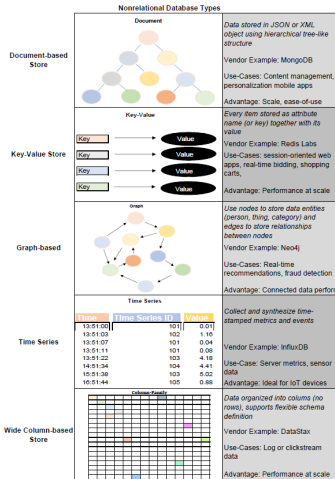 Nonrelational Database Types
Document
Document-based
Store
Data stored in JSON or XML
object using hierarchical tree-like
structure
Vendor Example: MongoDB
Use-Cases: Content management,
personalization mobile apps
Advantage: Scale, ease-of-use
Key-Value
Key-Value Store
Key
Value
Key
Value
Key
Value
Key
Value
Every item stored as attribute
name (or key) together with its
value
Vendor Example: Redis Labs
Use-Cases: session-oriented web
apps, real-time bidding, shopping
carts,
Advantage: Performance at scale
Graph
Graph-based
Use nodes to store data entities
(person, thing, category) and
edges to store relationships
between nodes
Vendor Example: Neo4j
Use-Cases: Real-time
recommendations, fraud detection
Advantage: Connected data perform
Time Series
Time Series
Time Time Series ID Value
13:51:00 101 0.01
13:51:03 102 1.16
13:51:07 101 0.04
13:51:11 101 0.08
13:51:22 103 4.18
14:51:34 104 4.41
15:51:38 103 5.02
16:51:44 105 0.88
Collect and synthesize time-
stamped metrics and events
Vendor Example: InfluxDB
Use-Case: Server metrics, sensor
data
Advantage: Ideal for IoT devices
Column-Family
Wide Column-based
Store
Data organized into column (no
rows), supports flexible schema
definition
Vendor Example: DataStax
Use-Cases: Log or clickstream
data
Advantage: Performance at scale